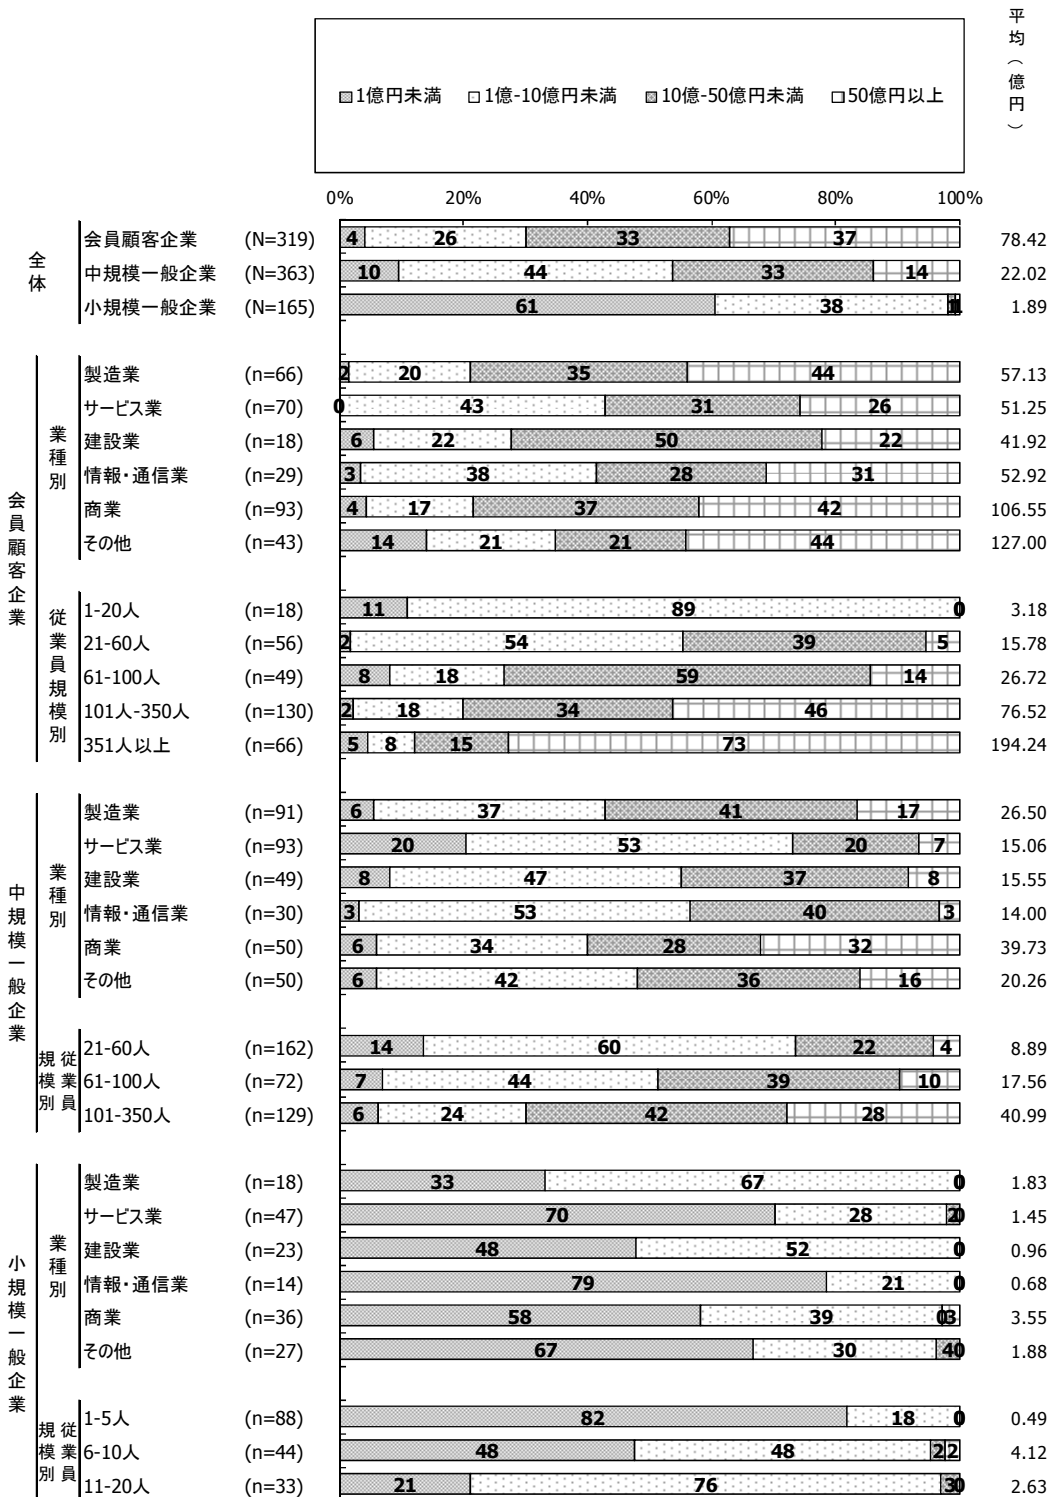 平均（億円）
1億円未満 1億-10億円未満 10億-50億円未満 50億円以上
0% 20% 40% 60% 80% 100%
全体
会員顧客企業 (N=319) 4 26 33 37 78.42
中規模一般企業 (N=363) 10 44 33 14 22.02
小規模一般企業 (N=165) 61 38 1 1 1.89
会員顧客企業
業種別
製造業 (n=66) 2 20 35 44 57.13
サービス業 (n=70) 0 43 31 26 51.25
建設業 (n=18) 6 22 50 22 41.92
情報・通信業 (n=29) 3 38 28 31 52.92
商業 (n=93) 4 17 37 42 106.55
その他 (n=43) 14 21 21 44 127.00
従業員規模別
1-20人 (n=18) 11 89 0 3.18
21-60人 (n=56) 2 54 39 5 15.78
61-100人 (n=49) 8 18 59 14 26.72
101人-350人 (n=130) 2 18 34 46 76.52
351人以上 (n=66) 5 8 15 73 194.24
中規模一般企業
業種別
製造業 (n=91) 6 37 41 17 26.50
サービス業 (n=93) 20 53 20 7 15.06
建設業 (n=49) 8 47 37 8 15.55
情報・通信業 (n=30) 3 53 40 3 14.00
商業 (n=50) 6 34 28 32 39.73
その他 (n=50) 6 42 36 16 20.26
従業員規模別
21-60人 (n=162) 14 60 22 4 8.89
61-100人 (n=72) 7 44 39 10 17.56
101-350人 (n=129) 6 24 42 28 40.99
小規模一般企業
業種別
製造業 (n=18) 33 67 0 1.83
サービス業 (n=47) 70 28 2 0 1.45
建設業 (n=23) 48 52 0 0.96
情報・通信業 (n=14) 79 21 0 0.68
商業 (n=36) 58 39 0 3 3.55
その他 (n=27) 67 30 4 0 1.88
従業員規模別
1-5人 (n=88) 82 18 0 0.49
6-10人 (n=44) 48 48 2 2 4.12
11-20人 (n=33) 21 76 3 0 2.63